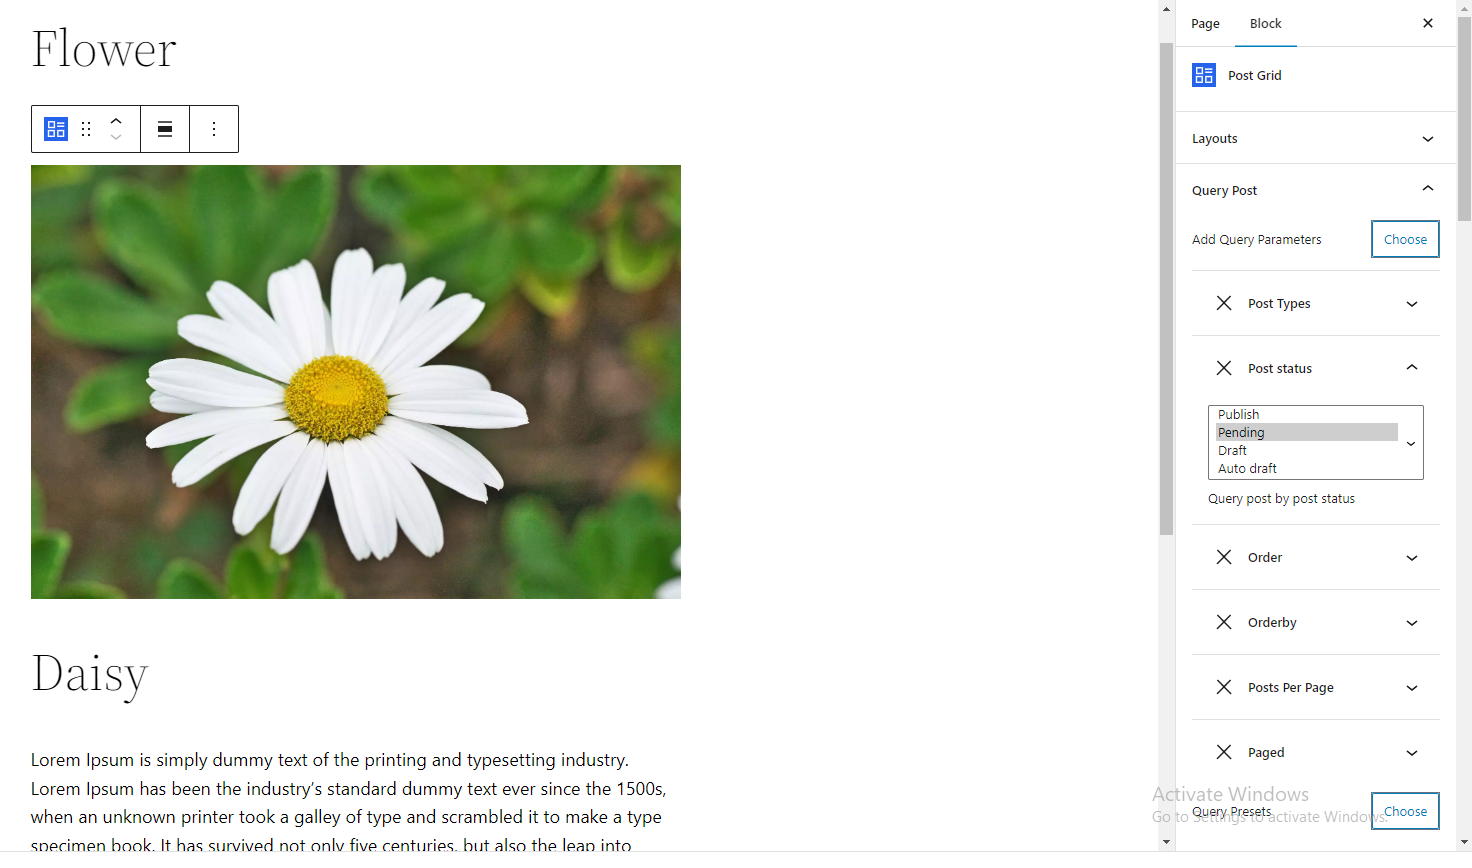 Flower
Daisy
Lorem Ipsum is simply dummy text of the printing and typesetting industry.
Lorem Ipsum has been the industry’s standard dummy text ever since the 1500s,
when an unknown printer took a galley of type and scrambled it to make a type
specimen book. It has survived not only five centuries, but also the leap into
Page Block
Post Grid
Layouts
Query Post
Add Query Parameters Choose
Post Types
Post status
Publish
Pending
Draft
Auto draft
Query post by post status
Order
Orderby
Posts Per Page
Paged
Query Presets Choose
Activate Windows
Go to Settings to activate Windows.